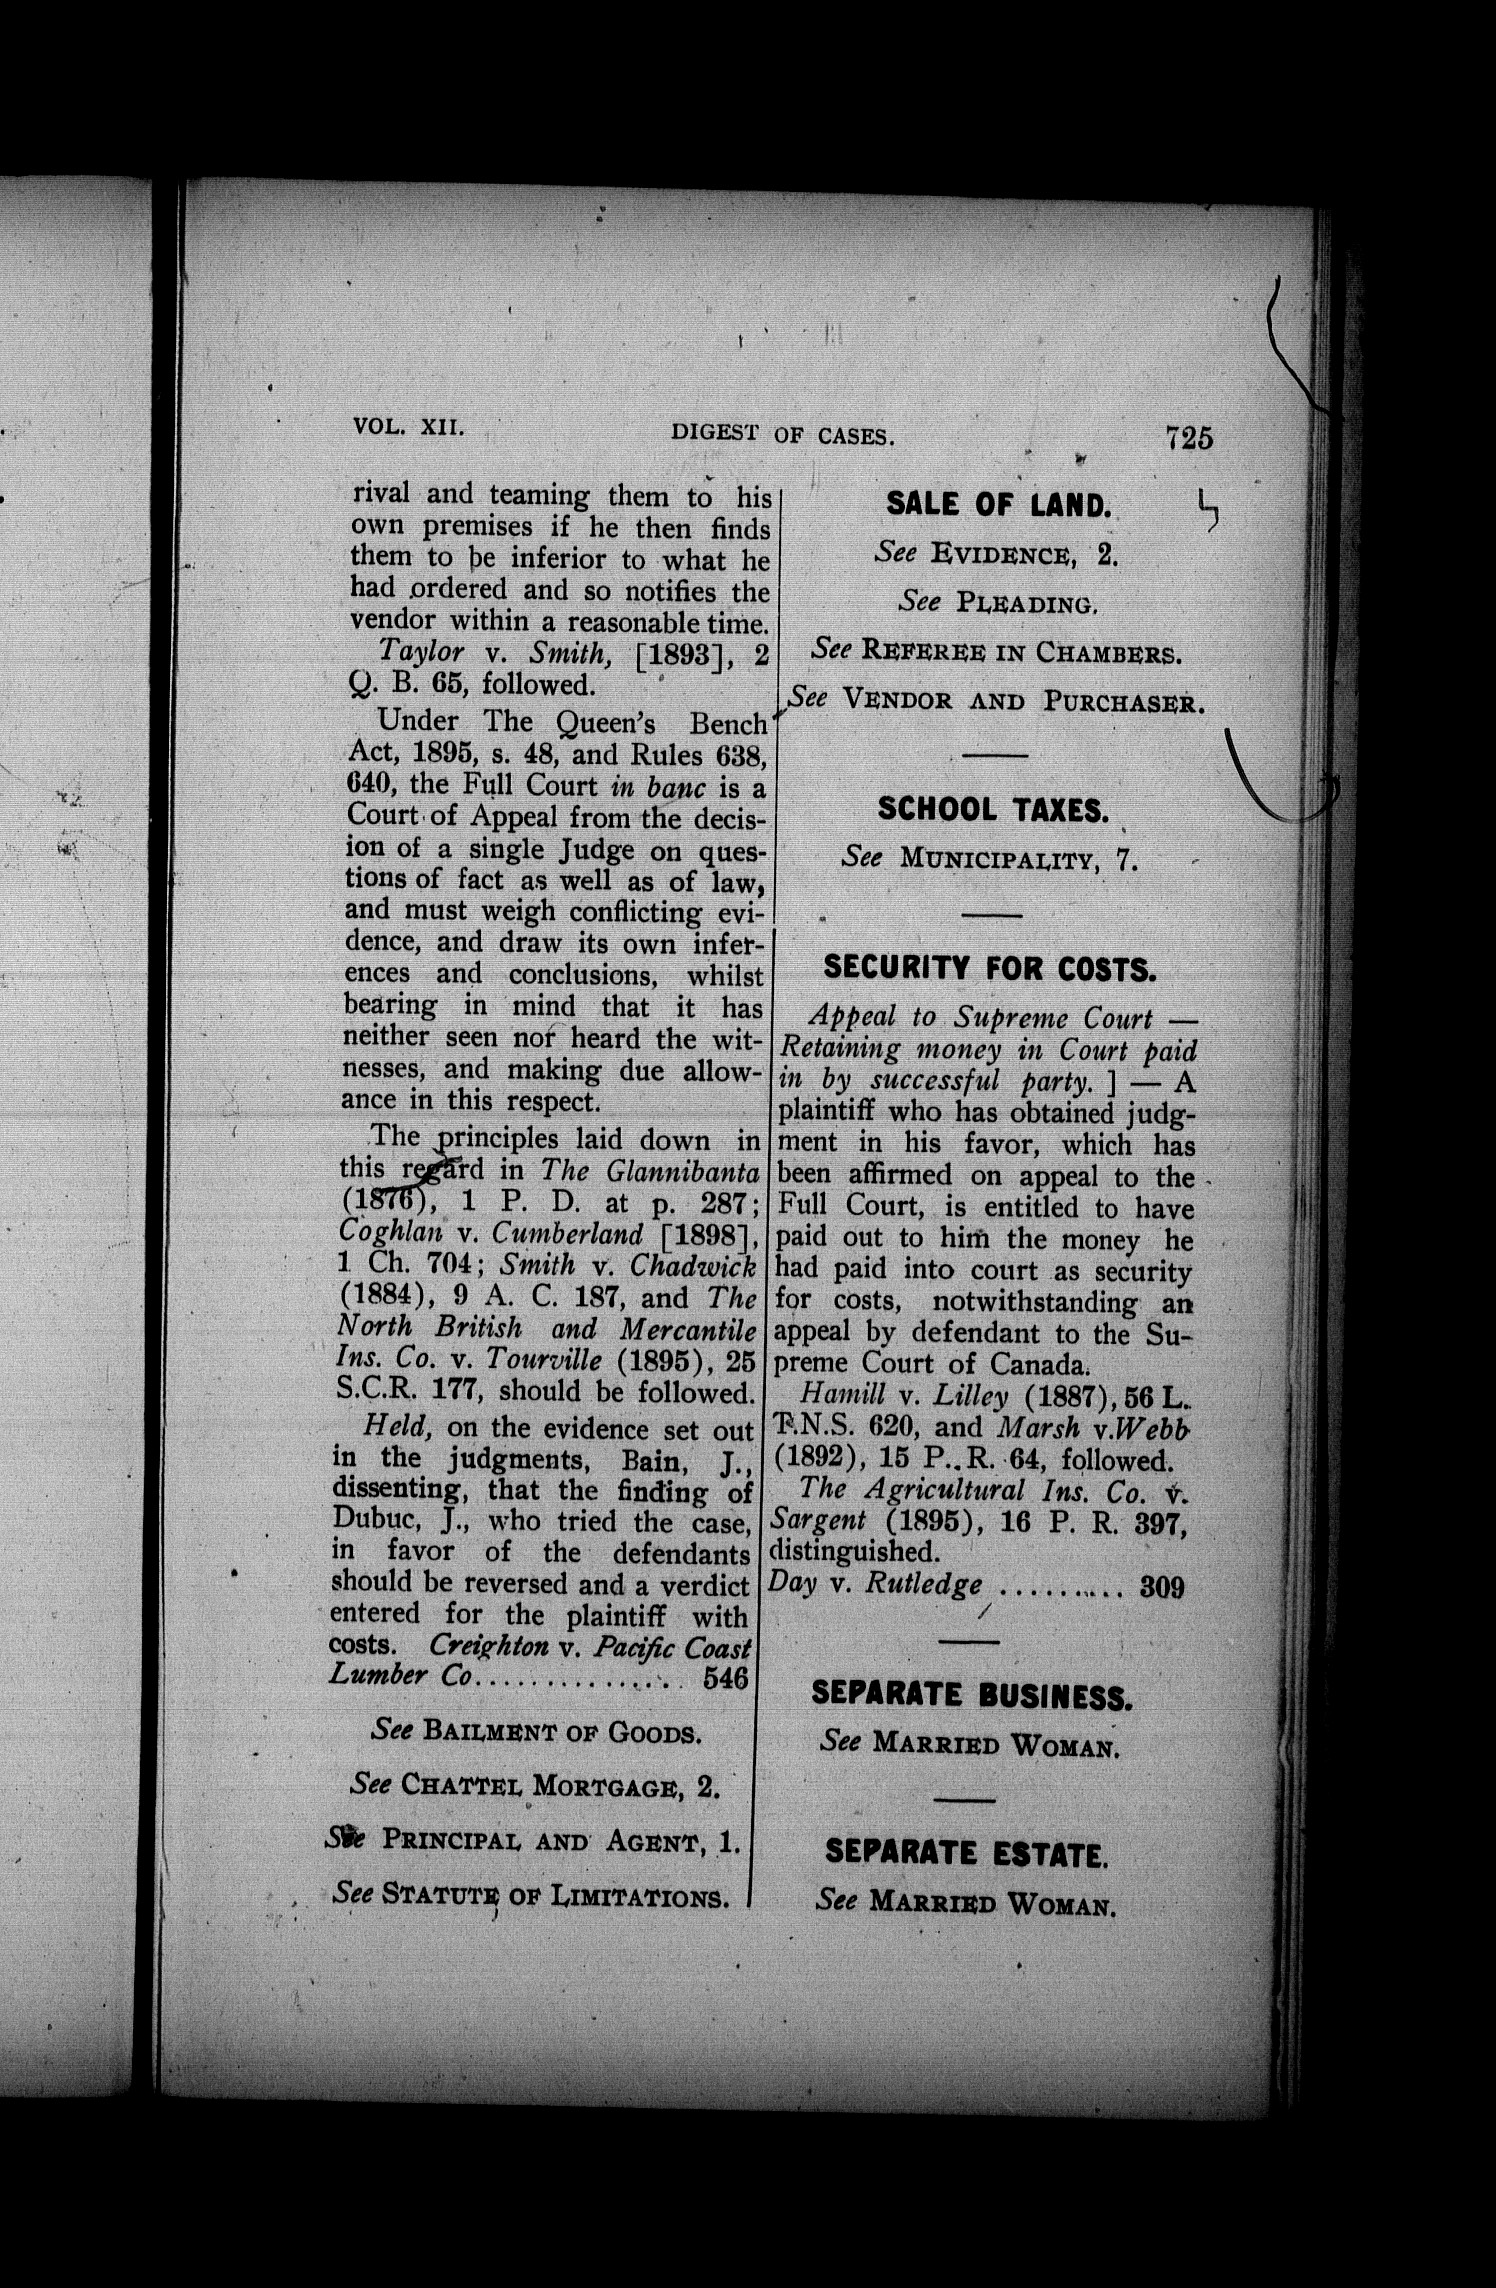 VOL. XII. DIGEST OF CASES. 725
rival and teaming them to his
own premises if he then finds
them to be inferior to what he
had ordered and so notifies the
vendor within a reasonable time.
Taylor v. Smith, [1893], 2
Q. B. 65, followed.
Under The Queen's Bench
Act, 1895, s. 48, and Rules 638,
640, the Full Court in banc is a
Court of Appeal from the decis-
ion of a single Judge on ques-
tions of fact as well as of law,
and must weigh conflicting evi-
dence, and draw its own infer-
ences and conclusions, whilst
bearing in mind that it has
neither seen nor heard the wit-
nesses, and making due allow-
ance in this respect.
The principles laid down in
this regard in The Glannibanta
(1876), 1 P. D. at p. 287;
Coghlan v. Cumberland [1898],
1 Ch. 704; Smith v. Chadwick
(1884), 9 A. C. 187, and The
North British and Mercantile
Ins. Co. v. Tourville (1895), 25
S.C.R. 177, should be followed.
Held, on the evidence set out
in the judgments, Bain, J.,
dissenting, that the finding of
Dubuc, J., who tried the case,
in favor of the defendants
should be reversed and a verdict
entered for the plaintiff with
costs. Creighton v. Pacific Coast
Lumber Co............... 546
See BAILMENT OF GOODS.
See CHATTEL MORTGAGE, 2.
See PRINCIPAL AND AGENT, 1.
See STATUTE OF LIMITATIONS.
SALE OF LAND.
See EVIDENCE, 2.
See PLEADING.
See REFEREE IN CHAMBERS.
See VENDOR AND PURCHASER.
SCHOOL TAXES.
See MUNICIPALITY, 7.
SECURITY FOR COSTS.
Appeal to Supreme Court —
Retaining money in Court paid
in by successful party. ] — A
plaintiff who has obtained judg-
ment in his favor, which has
been affirmed on appeal to the
Full Court, is entitled to have
paid out to him the money he
had paid into court as security
for costs, notwithstanding an
appeal by defendant to the Su-
preme Court of Canada.
Hamill v. Lilley (1887), 56 L.
T.N.S. 620, and Marsh v. Webb
(1892), 15 P. R. 64, followed.
The Agricultural Ins. Co. v.
Sargent (1895), 16 P. R. 397,
distinguished.
Day v. Rutledge .......... 309
SEPARATE BUSINESS.
See MARRIED WOMAN.
SEPARATE ESTATE.
See MARRIED WOMAN.